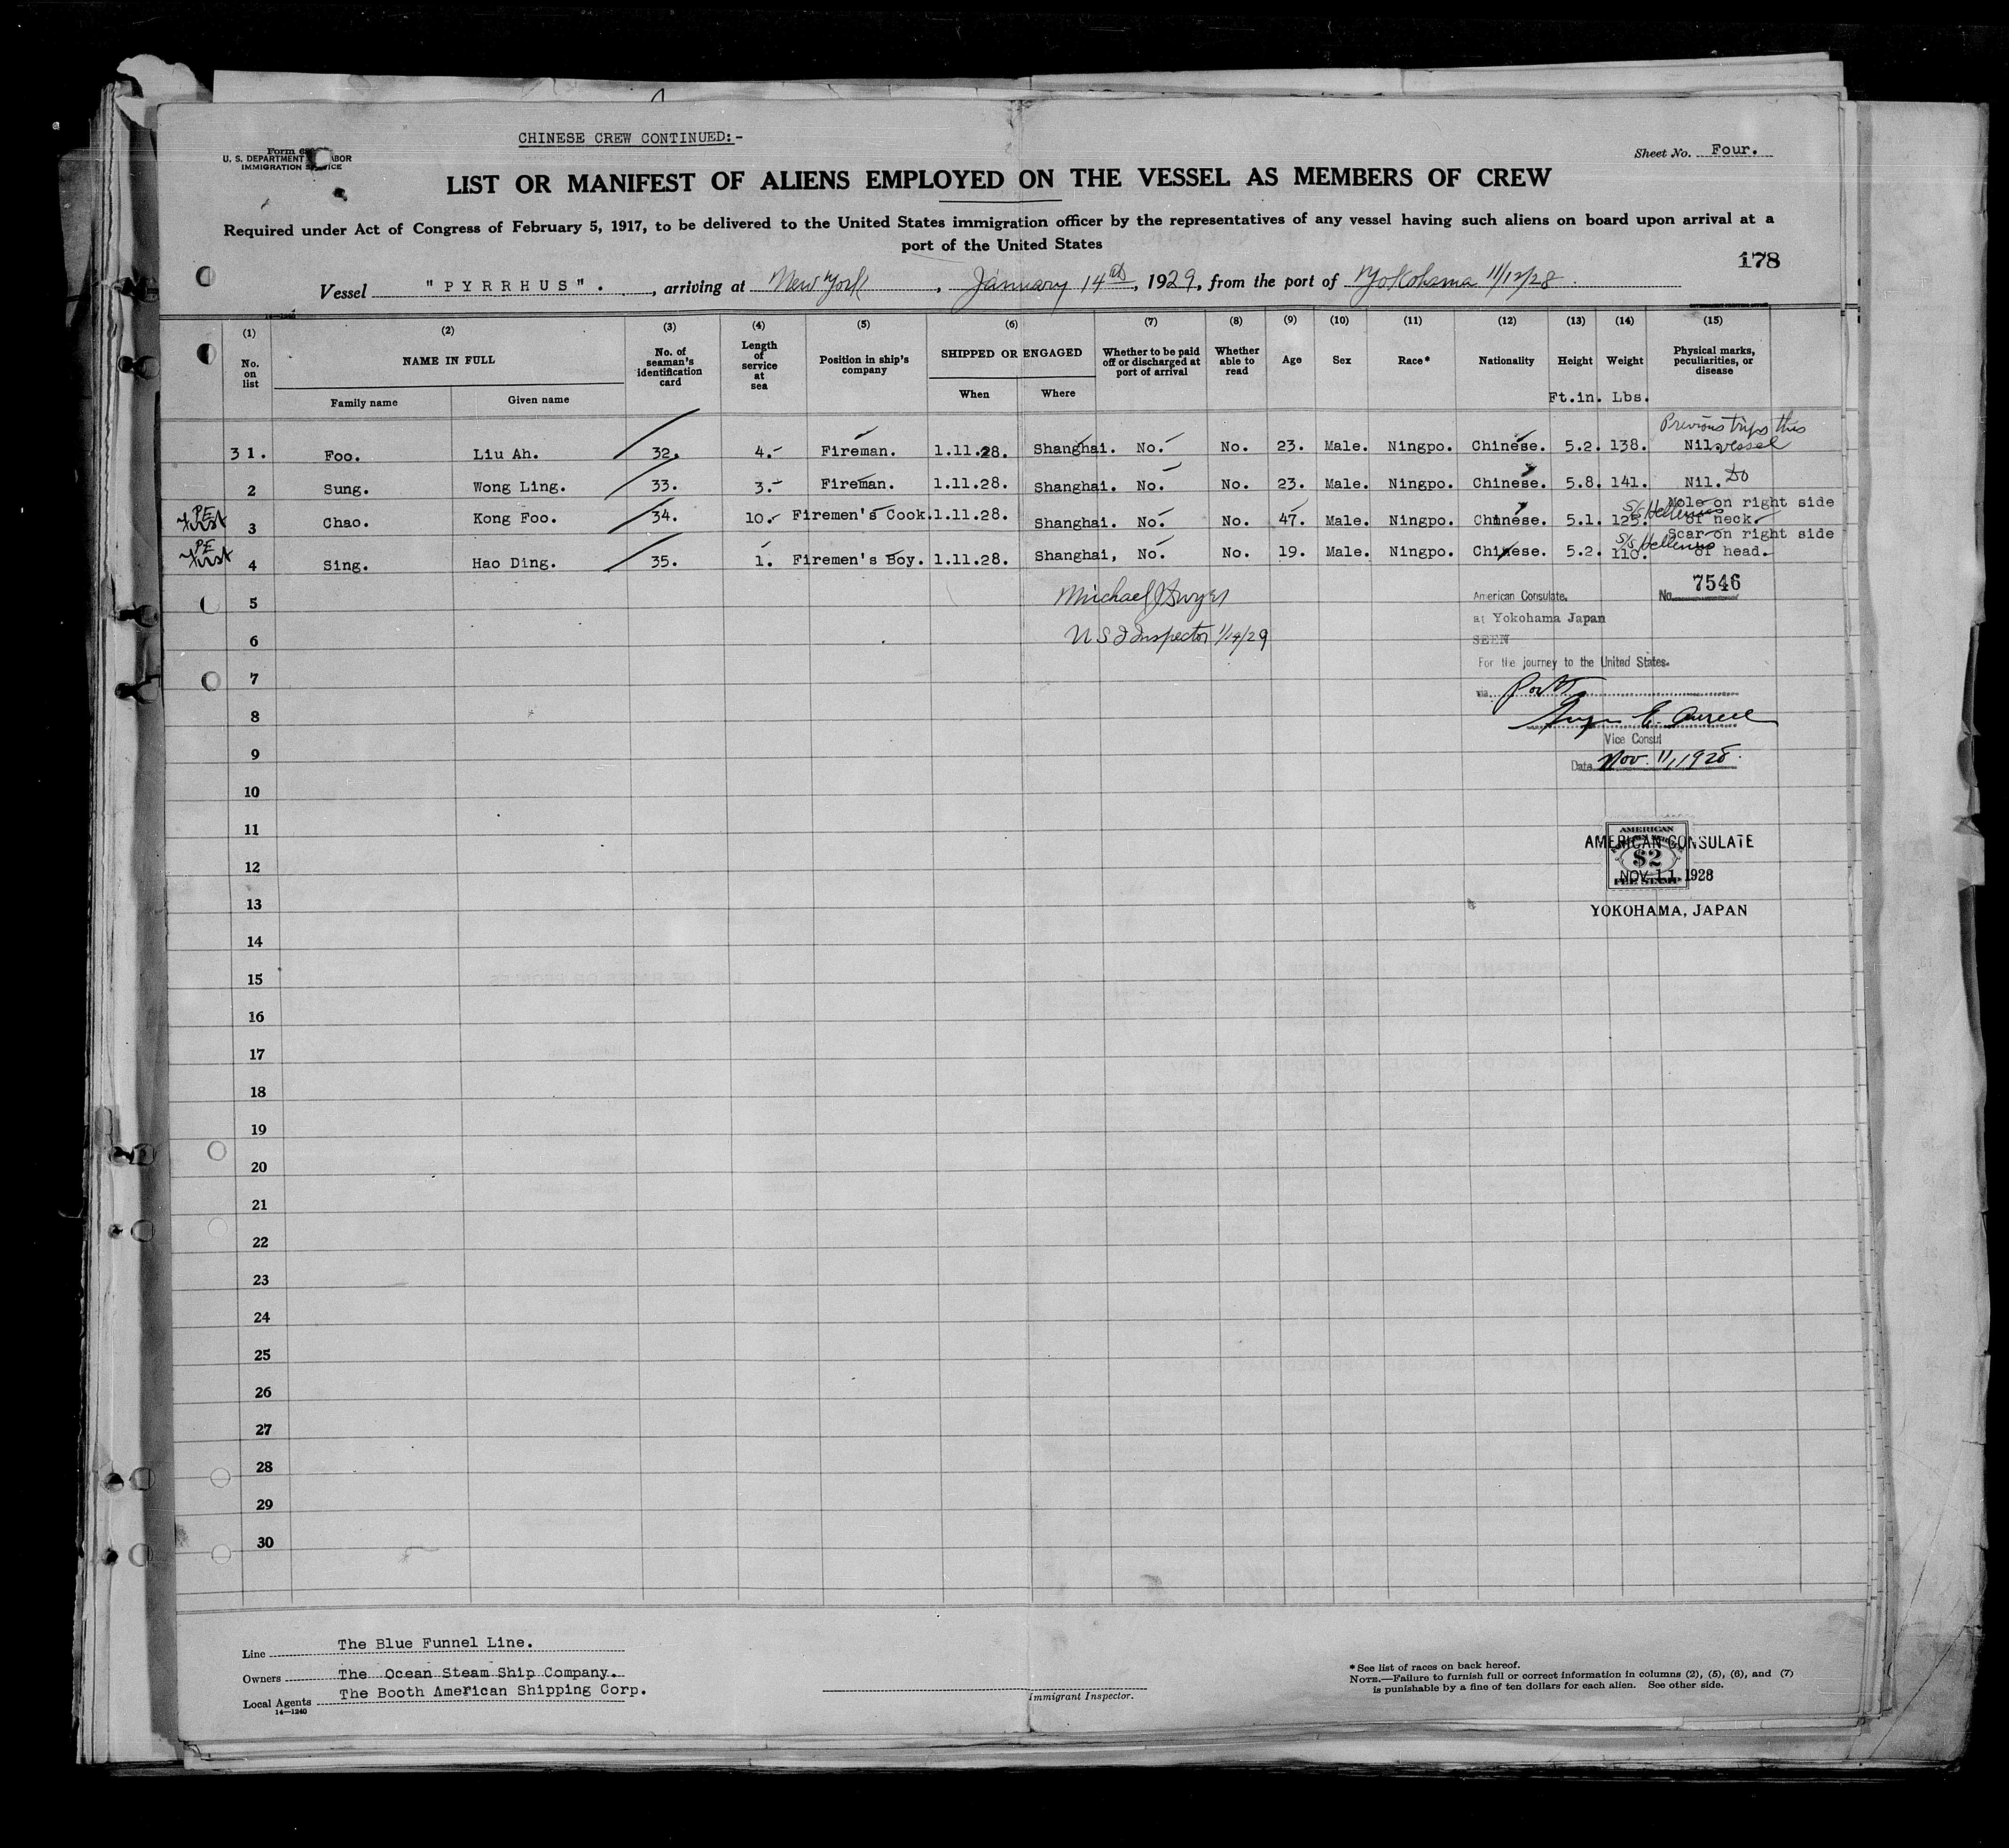 CHINESE CREW CONTINUED:-
U. S. DEPARTMENT LABOR
IMMIGRATION SERVICE
Sheet No. Four.
LIST OR MANIFEST OF ALIENS EMPLOYED ON THE VESSEL AS MEMBERS OF CREW
Required under Act of Congress of February 5, 1917, to be delivered to the United States immigration officer by the representatives of any vessel having such aliens on board upon arrival at a
port of the United States
178
Vessel "PYRRHUS". , arriving at New York , January 14th, 1929, from the port of Yokohama 11/12/28.
(1) (2) (3) (4) (5) (6) (7) (8) (9) (10) (11) (12) (13) (14) (15)
No. on list NAME IN FULL Family name Given name No. of seaman's identification card Length of service at sea Position in ship's company SHIPPED OR ENGAGED When Where Whether to be paid off or discharged at port of arrival Whether able to read Age Sex Race* Nationality Height Ft.in. Weight Lbs. Physical marks, peculiarities, or disease
Previous trips this
31. Foo. Liu Ah. 32. 4. Fireman. 1.11.28. Shanghai. No. No. 23. Male. Ningpo. Chinese. 5.2. 138. Nil. vessel
2 Sung. Wong Ling. 33. 3. Fireman. 1.11.28. Shanghai. No. No. 23. Male. Ningpo. Chinese. 5.8. 141. Nil. Do
PE First 3 Chao. Kong Foo. 34. 10. Firemen's Cook. 1.11.28. Shanghai. No. No. 47. Male. Ningpo. Chinese. 5.1. 125. S/S Mole on right side of neck.
PE First 4 Sing. Hao Ding. 35. 1. Firemen's Boy. 1.11.28. Shanghai, No. No. 19. Male. Ningpo. Chinese. 5.2. 110. S/S Scar on right side of head.
5
6
7
8
9
10
11
12
13
14
15
16
17
18
19
20
21
22
23
24
25
26
27
28
29
30
Michael J Dwyer
U S I Inspector 1/14/29
No. 7546
American Consulate.
at Yokohama Japan
SEEN
For the journey to the United States.
via
Vice Consul
Date Nov. 11, 1928.
AMERICAN
AMERICAN CONSULATE
$2
NOV 11 1928
FEE STAMP
YOKOHAMA, JAPAN
Line The Blue Funnel Line.
Owners The Ocean Steam Ship Company.
Local Agents The Booth American Shipping Corp.
14—1240
Immigrant Inspector.
* See list of races on back hereof.
NOTE.—Failure to furnish full or correct information in columns (2), (5), (6), and (7)
is punishable by a fine of ten dollars for each alien. See other side.